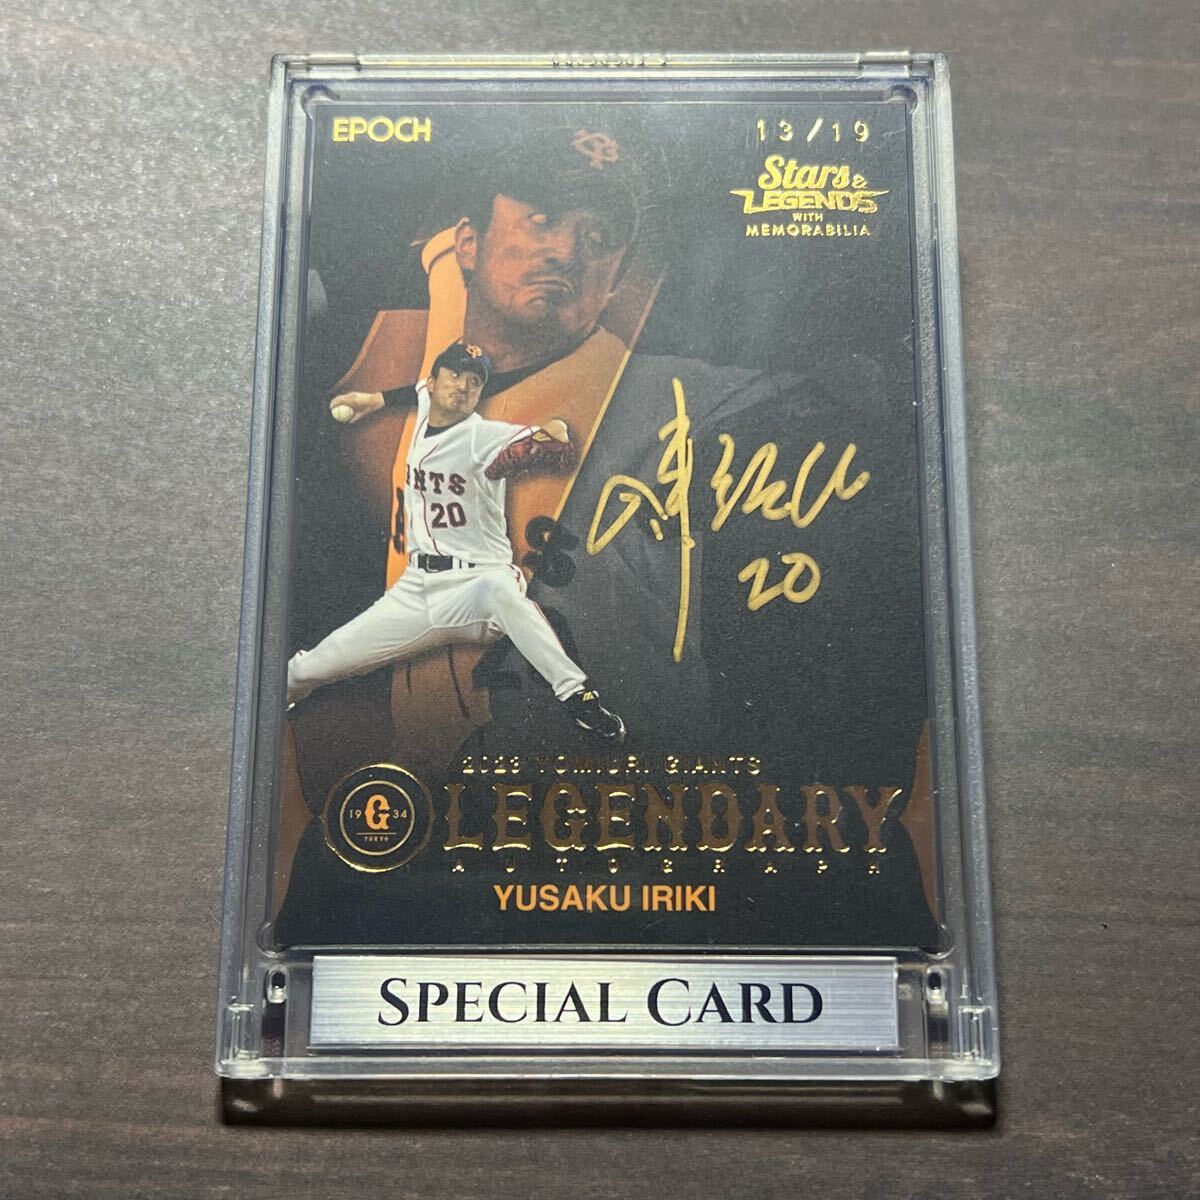 EPOCH
13/19
Stars &
LEGENDS
WITH
MEMORABILIA
NTS
20
20
2023 YOMIURI GIANTS
LEGENDARY
AUTOGRAPH
19 G 34
TOKYO
YUSAKU IRIKI
SPECIAL CARD